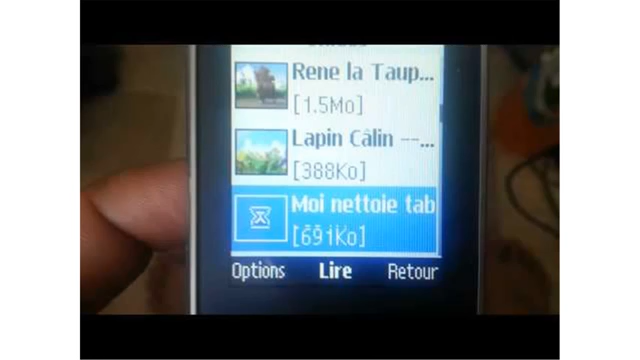 Rene la Taup...
[1.5Mo]
Lapin Câlin --...
[388Ko]
Moi nettoie tab
[691Ko]
Options Lire Retour